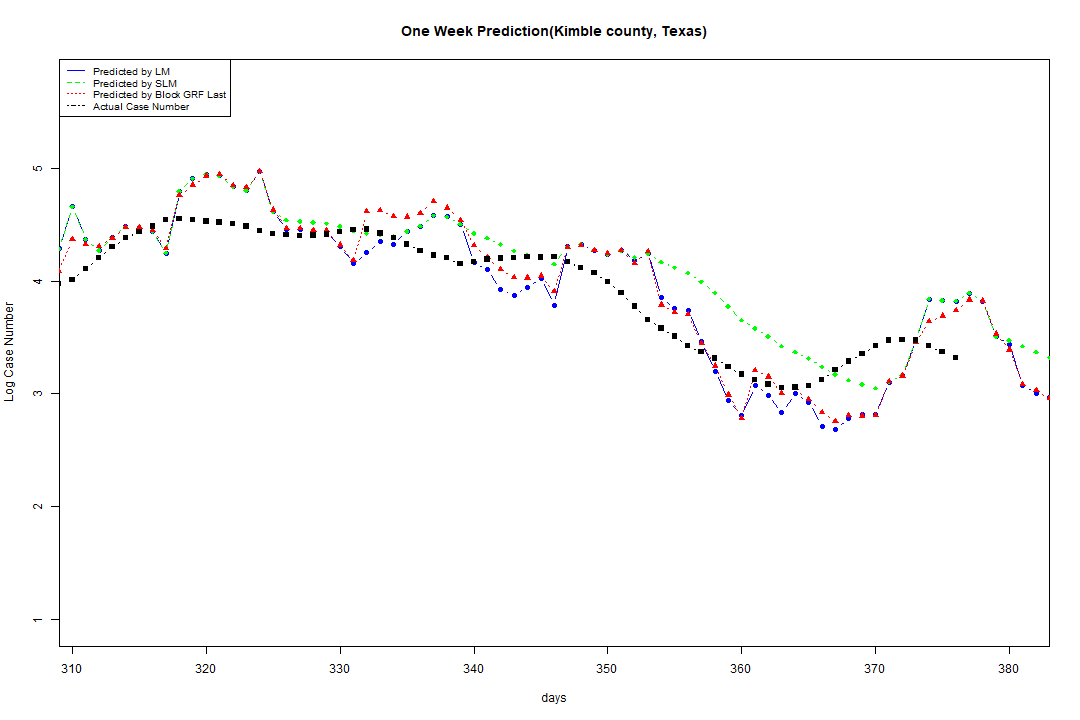 One Week Prediction(Kimble county, Texas)
Predicted by LM
Predicted by SLM
Predicted by Block GRF Last
Actual Case Number
5
4
3
2
1
Log Case Number
310 320 330 340 350 360 370 380
days